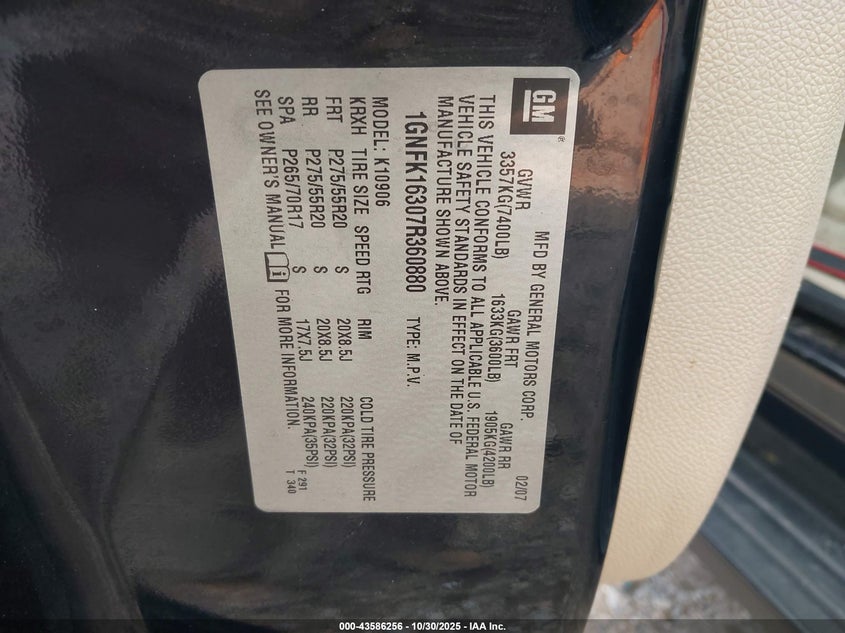 GM
MFD BY GENERAL MOTORS CORP. 02/07
GVWR GAWR FRT GAWR RR
3357KG(7400LB) 1633KG(3600LB) 1905KG(4200LB)
THIS VEHICLE CONFORMS TO ALL APPLICABLE U.S. FEDERAL MOTOR
VEHICLE SAFETY STANDARDS IN EFFECT ON THE DATE OF
MANUFACTURE SHOWN ABOVE.
1GNFK16307R360880 TYPE: M.P.V.
MODEL: K10906
KRXH TIRE SIZE SPEED RTG RIM COLD TIRE PRESSURE
FRT P275/55R20 S 20X8.5J 220KPA(32PSI)
RR P275/55R20 S 20X8.5J 220KPA(32PSI)
SPA P265/70R17 S 17X7.5J 240KPA(35PSI)
SEE OWNER'S MANUAL FOR MORE INFORMATION.
F 291
T 340
000-43586256 - 10/30/2025 - IAA Inc.